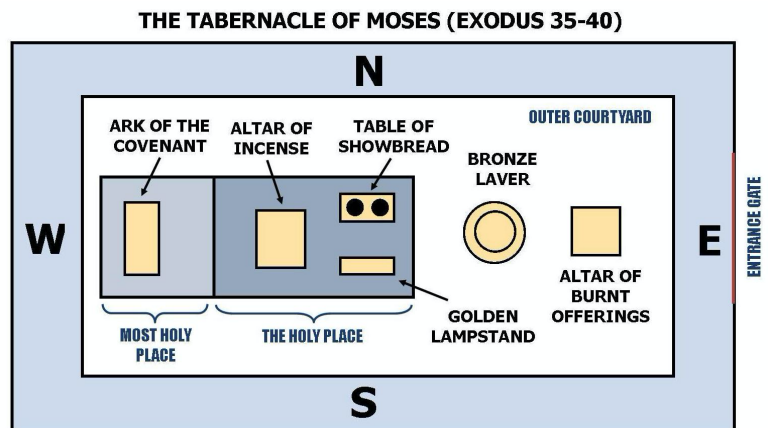 THE TABERNACLE OF MOSES (EXODUS 35-40)
N
OUTER COURTYARD
ARK OF THE
COVENANT
ALTAR OF
INCENSE
TABLE OF
SHOWBREAD
BRONZE
LAVER
W
E
ENTRANCE GATE
ALTAR OF
BURNT
OFFERINGS
GOLDEN
LAMPSTAND
MOST HOLY
PLACE
THE HOLY PLACE
S